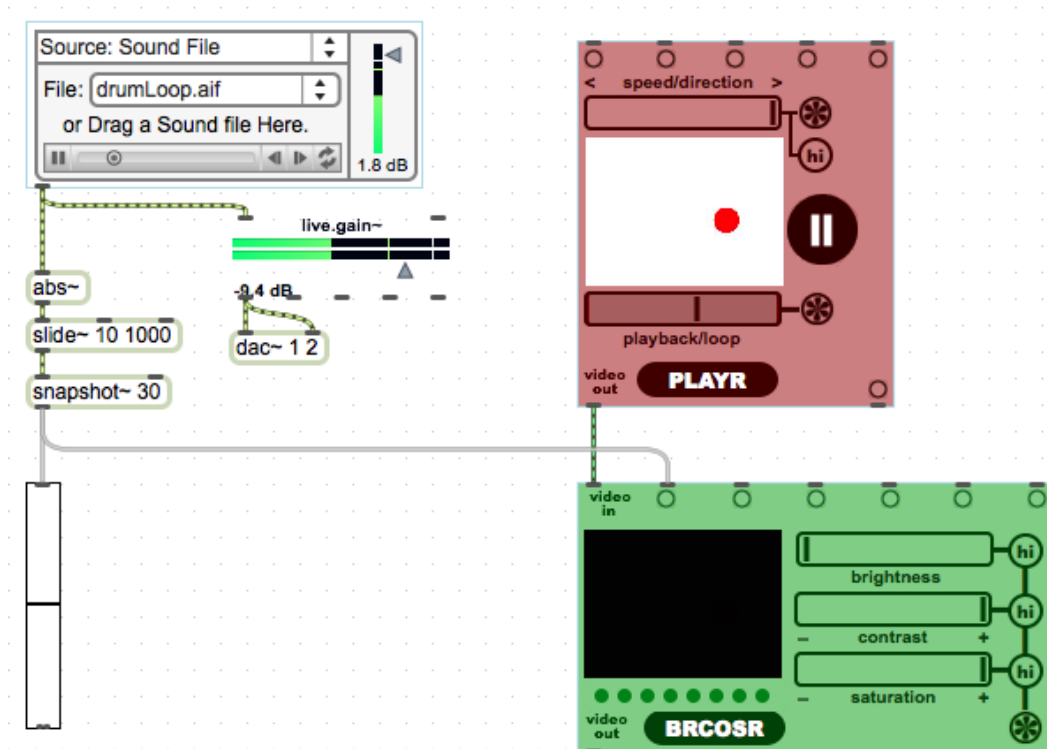 Source: Sound File
File: drumLoop.aif
or Drag a Sound file Here.
1.8 dB
live.gain~
-9.4 dB
abs~
slide~ 10 1000
dac~ 1 2
snapshot~ 30
< speed/direction >
hi
playback/loop
video
out
PLAYR
video
in
hi
brightness
hi
− contrast +
hi
− saturation +
video
out
BRCOSR